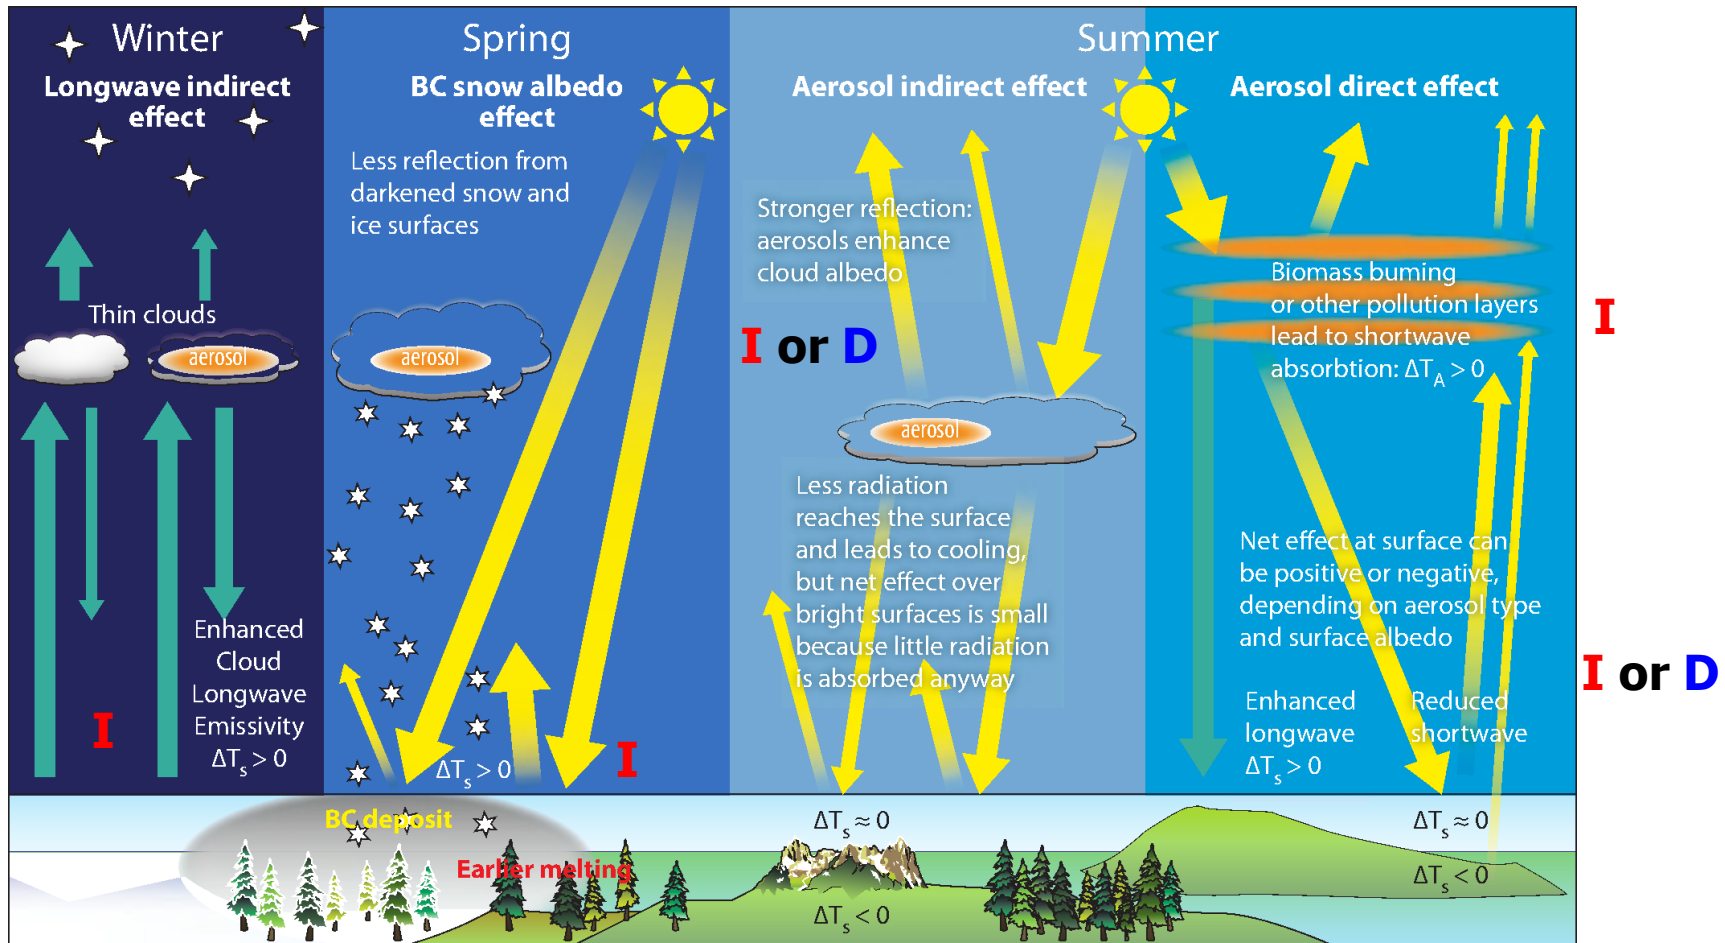 Winter
Longwave indirect
effect
Thin clouds
aerosol
Enhanced
Cloud
Longwave
Emissivity
ΔTs > 0
I
Spring
BC snow albedo
effect
Less reflection from
darkened snow and
ice surfaces
aerosol
ΔTs > 0
I
BC deposit
Earlier melting
Summer
Aerosol indirect effect
Stronger reflection:
aerosols enhance
cloud albedo
I or D
aerosol
Less radiation
reaches the surface
and leads to cooling,
but net effect over
bright surfaces is small
because little radiation
is absorbed anyway
ΔTs ≈ 0
ΔTs < 0
Aerosol direct effect
Biomass buming
or other pollution layers
lead to shortwave
absorbtion: ΔTA > 0
I
Net effect at surface can
be positive or negative,
depending on aerosol type
and surface albedo
I or D
Enhanced
longwave
ΔTs > 0
Reduced
shortwave
ΔTs ≈ 0
ΔTs < 0